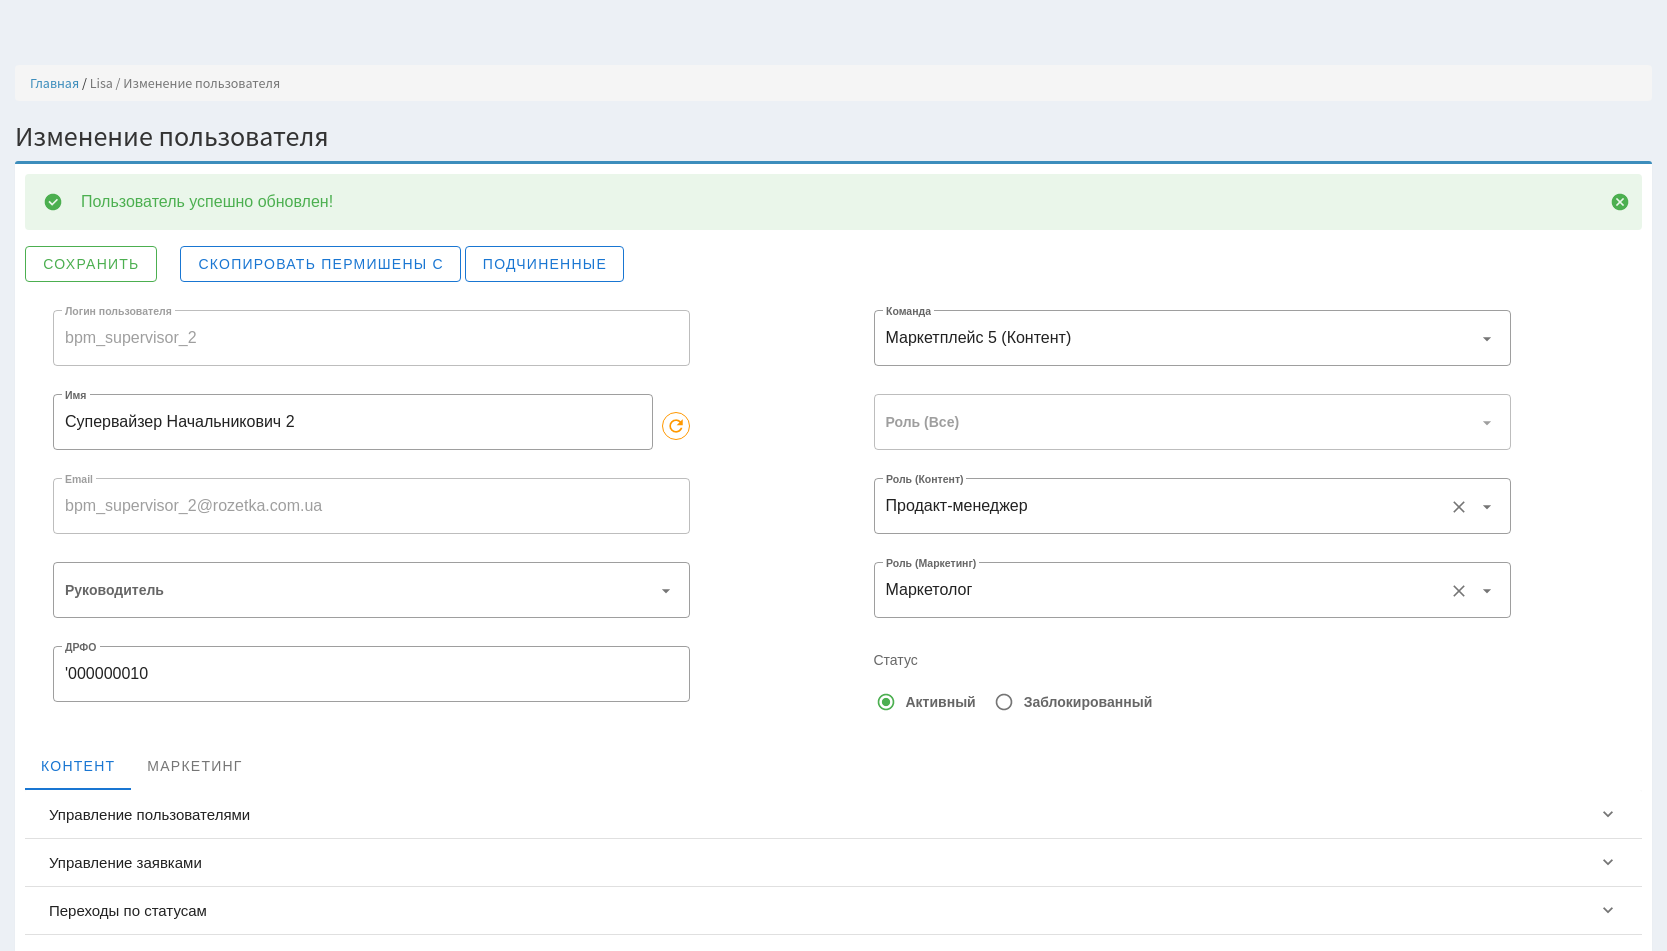 Главная / Lisa / Изменение пользователя
Изменение пользователя
Пользователь успешно обновлен!
СОХРАНИТЬ СКОПИРОВАТЬ ПЕРМИШЕНЫ С ПОДЧИНЕННЫЕ
Логин пользователя
bpm_supervisor_2
Имя
Супервайзер Начальникович 2
Email
bpm_supervisor_2@rozetka.com.ua
Руководитель
ДРФО
'000000010
Команда
Маркетплейс 5 (Контент)
Роль (Все)
Роль (Контент)
Продакт-менеджер
Роль (Маркетинг)
Маркетолог
Статус
Активный Заблокированный
КОНТЕНТ МАРКЕТИНГ
Управление пользователями
Управление заявками
Переходы по статусам